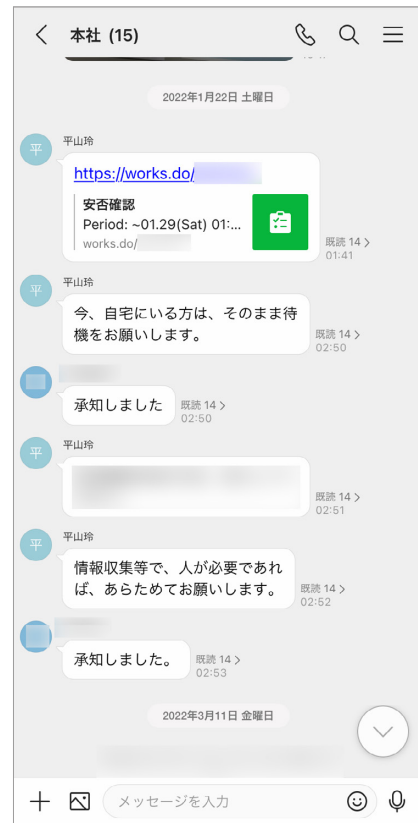 本社 (15)
2022年1月22日 土曜日
平
平山玲
https://works.do/
安否確認
Period: ~01.29(Sat) 01:...
works.do/
既読 14
01:41
平
平山玲
今、自宅にいる方は、そのまま待
機をお願いします。
既読 14
02:50
承知しました
既読 14
02:50
平
平山玲
既読 14
02:51
平
平山玲
情報収集等で、人が必要であれ
ば、あらためてお願いします。
既読 14
02:52
承知しました。
既読 14
02:53
2022年3月11日 金曜日
メッセージを入力